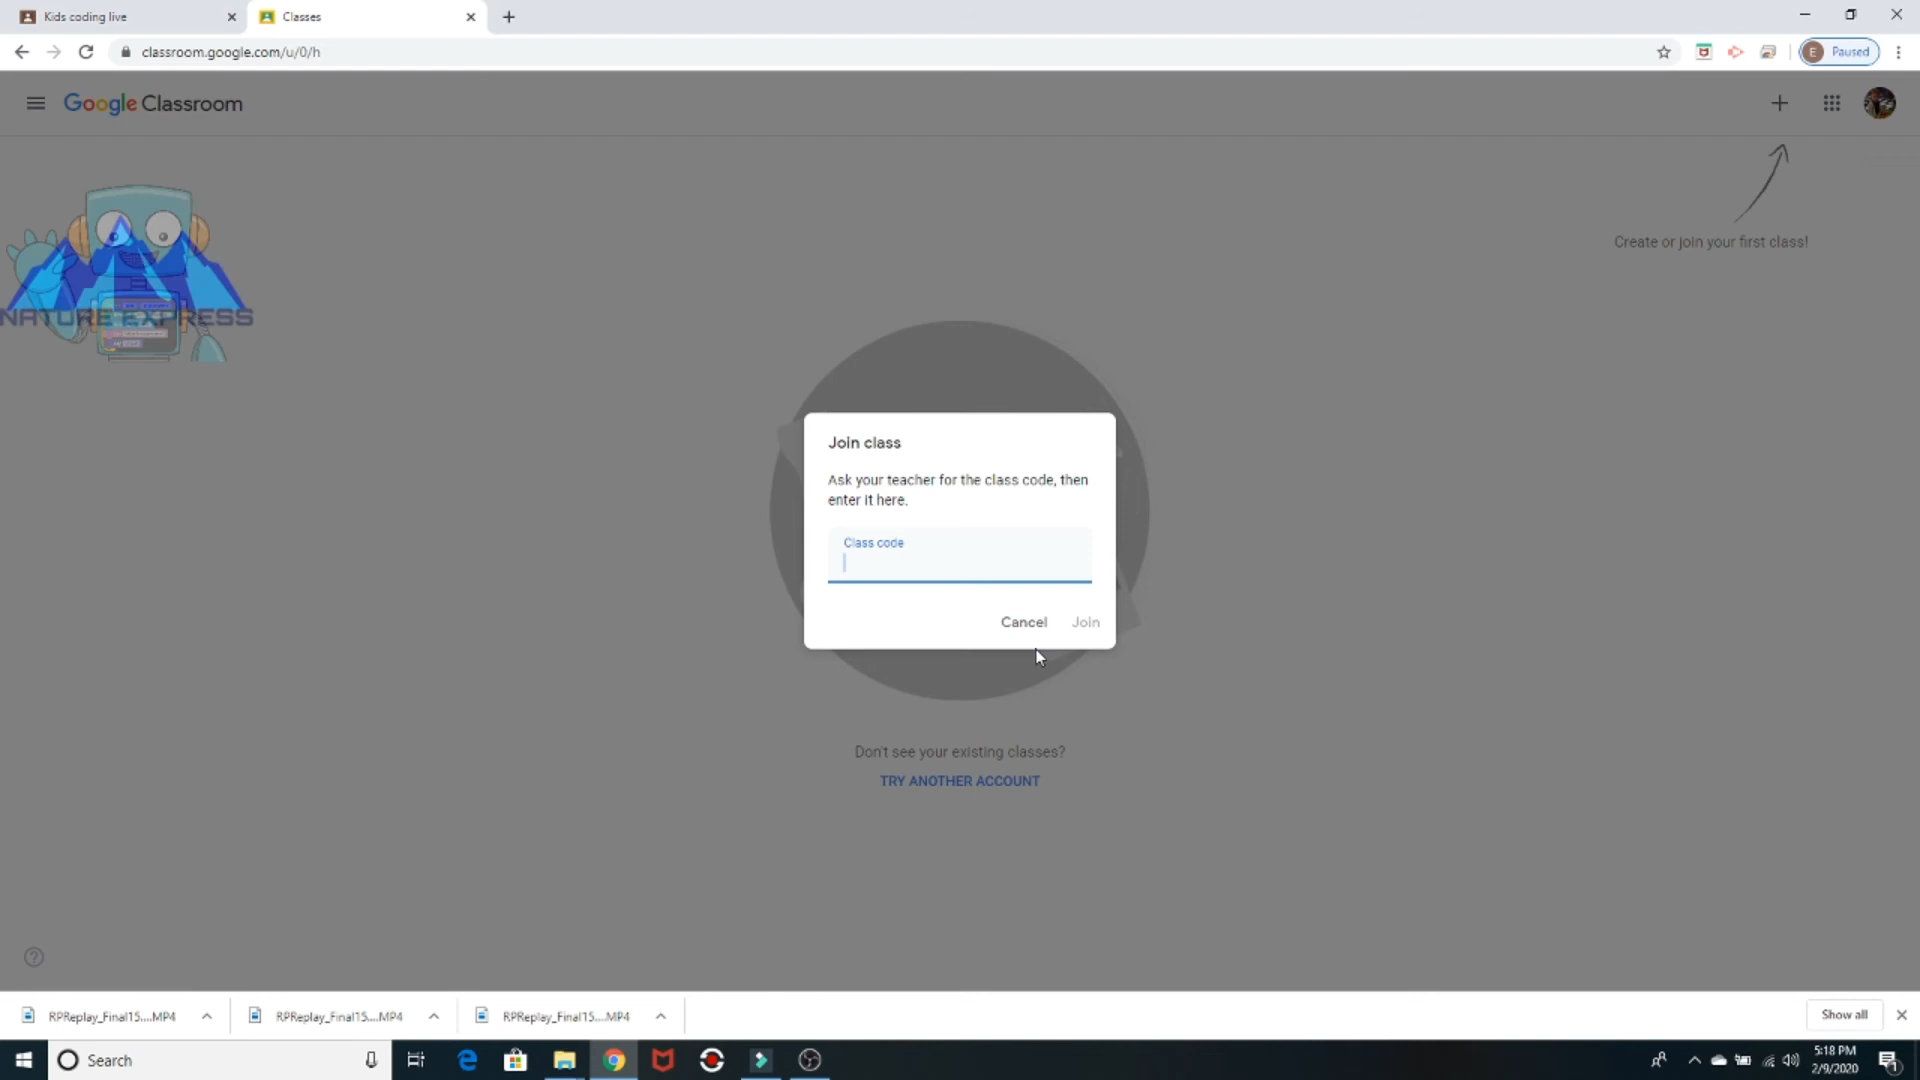 Kids coding live
Classes
classroom.google.com/u/0/h
E
Paused
Google Classroom
Create or join your first class!
NATURE EXPRESS
Join class
Ask your teacher for the class code, then
enter it here.
Class code
Cancel
Join
Don't see your existing classes?
TRY ANOTHER ACCOUNT
RPReplay_Final15....MP4
RPReplay_Final15....MP4
RPReplay_Final15....MP4
Show all
Search
5:18 PM
2/9/2020
1